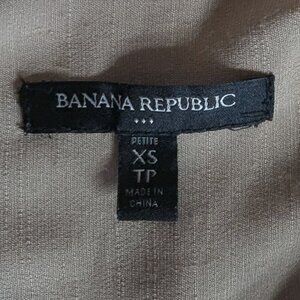 BANANA REPUBLIC
PETITE
XS
TP
MADE IN
CHINA